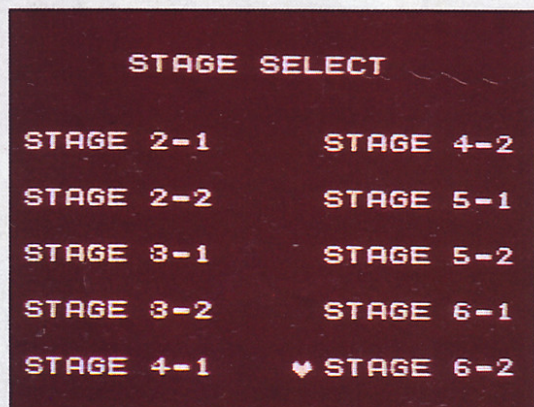 STAGE SELECT
STAGE 2-1
STAGE 2-2
STAGE 3-1
STAGE 3-2
STAGE 4-1
STAGE 4-2
STAGE 5-1
STAGE 5-2
STAGE 6-1
♥ STAGE 6-2